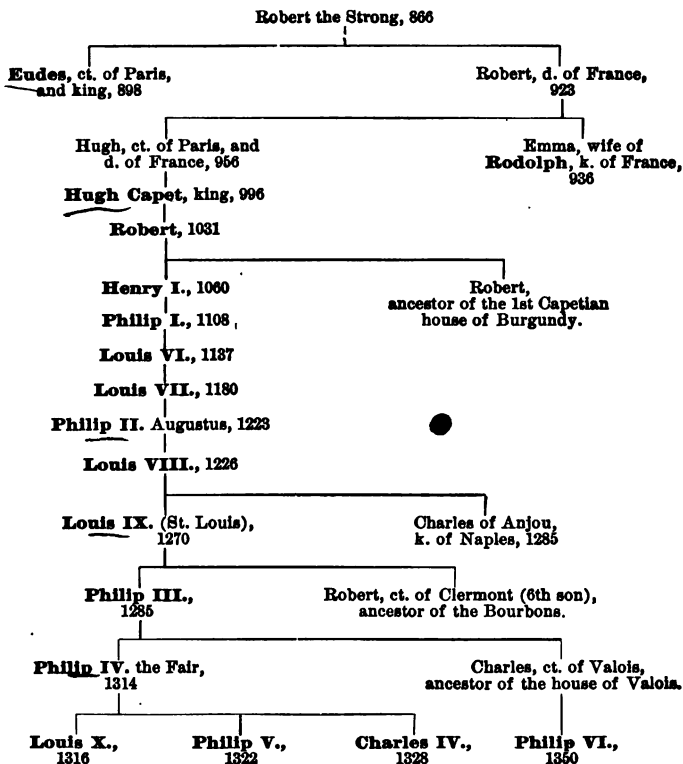 Robert the Strong, 866
Eudes, ct. of Paris,
and king, 898
Robert, d. of France,
923
Hugh, ct. of Paris, and
d. of France, 956
Emma, wife of
Rodolph, k. of France,
936
Hugh Capet, king, 996
Robert, 1031
Henry I., 1060
Robert,
ancestor of the 1st Capetian
house of Burgundy.
Philip I., 1108
Louis VI., 1137
Louis VII., 1180
Philip II. Augustus, 1223
Louis VIII., 1226
Louis IX. (St. Louis),
1270
Charles of Anjou,
k. of Naples, 1285
Philip III.,
1285
Robert, ct. of Clermont (6th son),
ancestor of the Bourbons.
Philip IV. the Fair,
1314
Charles, ct. of Valois,
ancestor of the house of Valois.
Louis X.,
1316
Philip V.,
1322
Charles IV.,
1328
Philip VI.,
1350